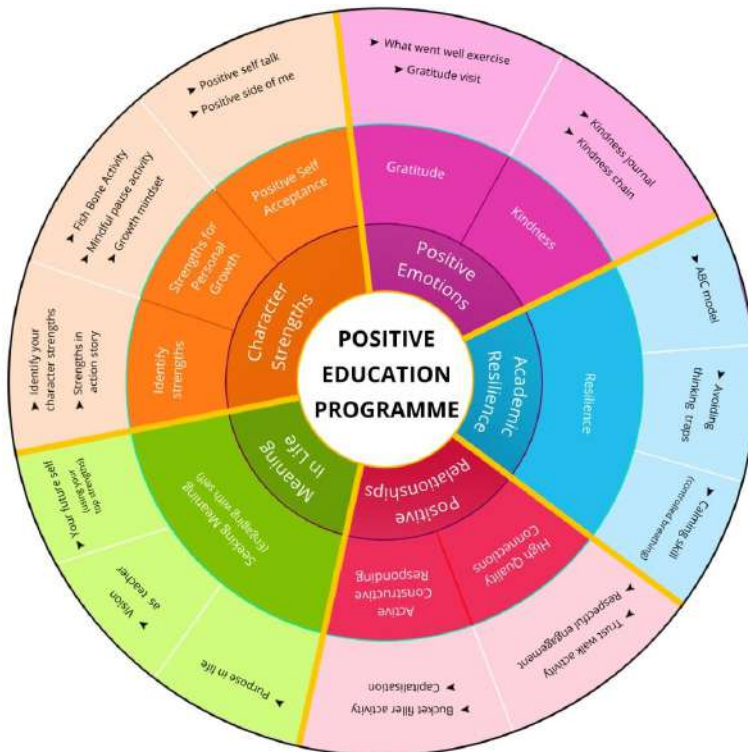 POSITIVE
EDUCATION
PROGRAMME
Positive
Emotions
Gratitude
Kindness
➤ What went well exercise
➤ Gratitude visit
➤ Kindness journal
➤ Kindness chain
Academic
Resilience
Resilience
➤ ABC model
➤ Avoiding
thinking traps
➤ Calming skill
(controlled breathing)
Positive
Relationships
High Quality
Connections
Active
Constructive
Responding
➤ Trust walk activity
➤ Respectful engagement
➤ Bucket filler activity
➤ Capitalisation
Meaning
in Life
Seeking Meaning
(Engaging with self)
➤ Purpose in life
➤ Vision
as teacher
➤ Your future self
(using your
top strengths)
Character
Strengths
Identify
strengths
Strengths for
Personal
Growth
Positive Self
Acceptance
➤ Identify your
character strengths
➤ Strengths in
action story
➤ Fish Bone Activity
➤ Mindful pause activity
➤ Growth mindset
➤ Positive self talk
➤ Positive side of me